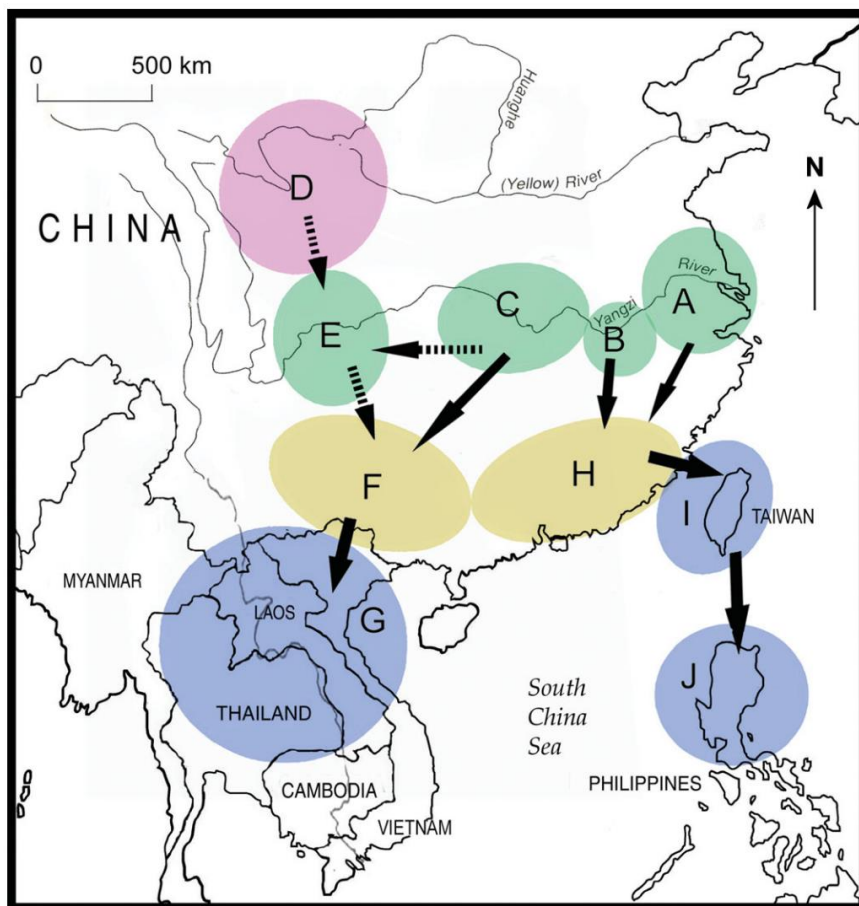 0 500 km
Huanghe
(Yellow) River
N
D
CHINA
River
A
C
Yangzi
E
B
F
H
I
TAIWAN
MYANMAR
LAOS
G
THAILAND
South
China
Sea
J
CAMBODIA
PHILIPPINES
VIETNAM